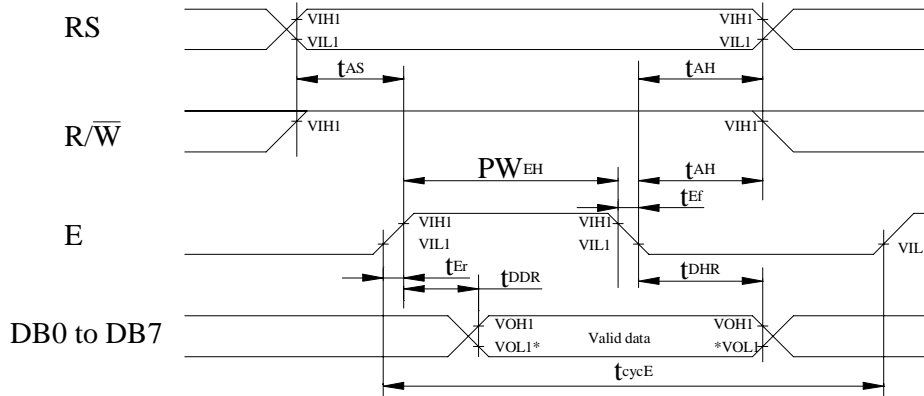 RS
VIH1
VIL1
VIH1
VIL1
tAS
tAH
R/W̅
VIH1
VIH1
PWEH
tAH
tEf
E
VIH1
VIL1
VIH1
VIL1
VIL
tEr
tDDR
tDHR
DB0 to DB7
VOH1
VOL1*
Valid data
VOH1
*VOL1
tcycE